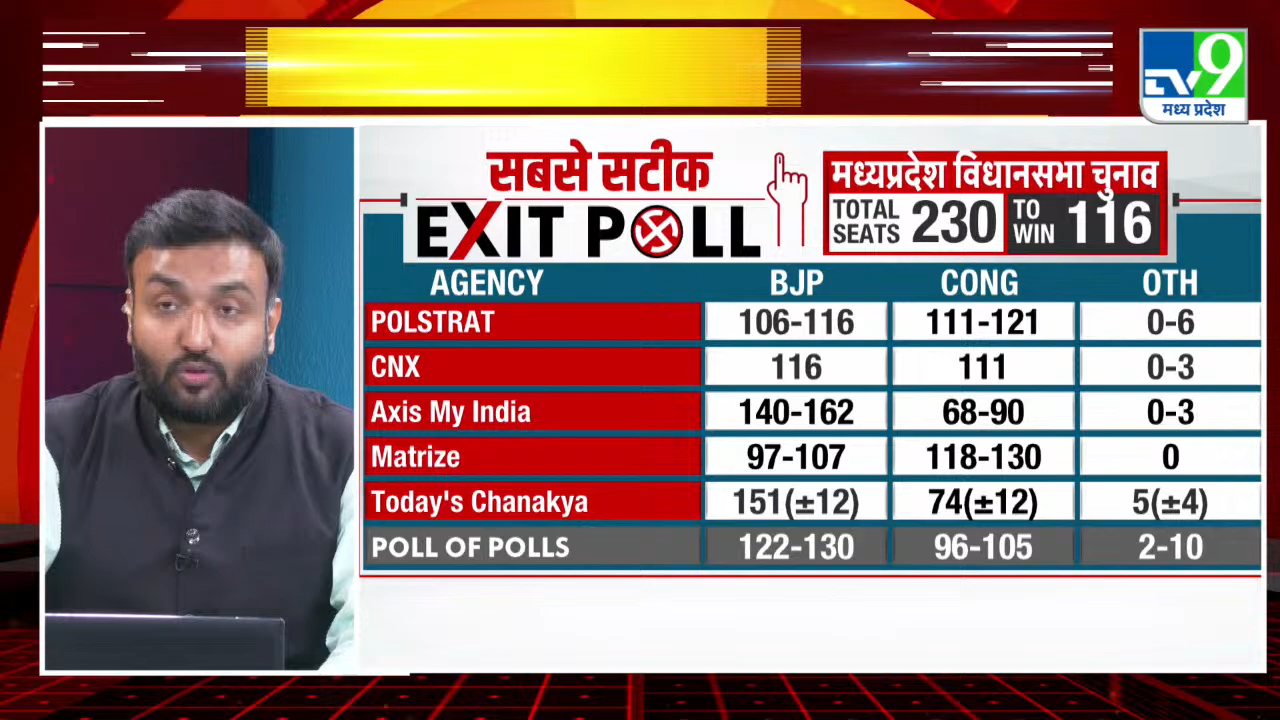 TV9
मध्य प्रदेश
सबसे सटीक
EXIT POLL
मध्यप्रदेश विधानसभा चुनाव
TOTAL SEATS 230 TO WIN 116
AGENCY BJP CONG OTH
POLSTRAT 106-116 111-121 0-6
CNX 116 111 0-3
Axis My India 140-162 68-90 0-3
Matrize 97-107 118-130 0
Today's Chanakya 151(±12) 74(±12) 5(±4)
POLL OF POLLS 122-130 96-105 2-10